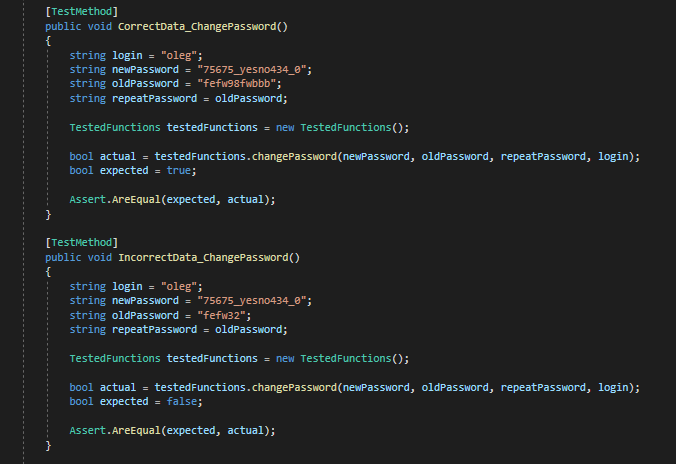 [TestMethod]
public void CorrectData_ChangePassword()
{
string login = "oleg";
string newPassword = "75675_yesno434_0";
string oldPassword = "fefw98fwbbb";
string repeatPassword = oldPassword;
TestedFunctions testedFunctions = new TestedFunctions();
bool actual = testedFunctions.changePassword(newPassword, oldPassword, repeatPassword, login);
bool expected = true;
Assert.AreEqual(expected, actual);
}
[TestMethod]
public void IncorrectData_ChangePassword()
{
string login = "oleg";
string newPassword = "75675_yesno434_0";
string oldPassword = "fefw32";
string repeatPassword = oldPassword;
TestedFunctions testedFunctions = new TestedFunctions();
bool actual = testedFunctions.changePassword(newPassword, oldPassword, repeatPassword, login);
bool expected = false;
Assert.AreEqual(expected, actual);
}